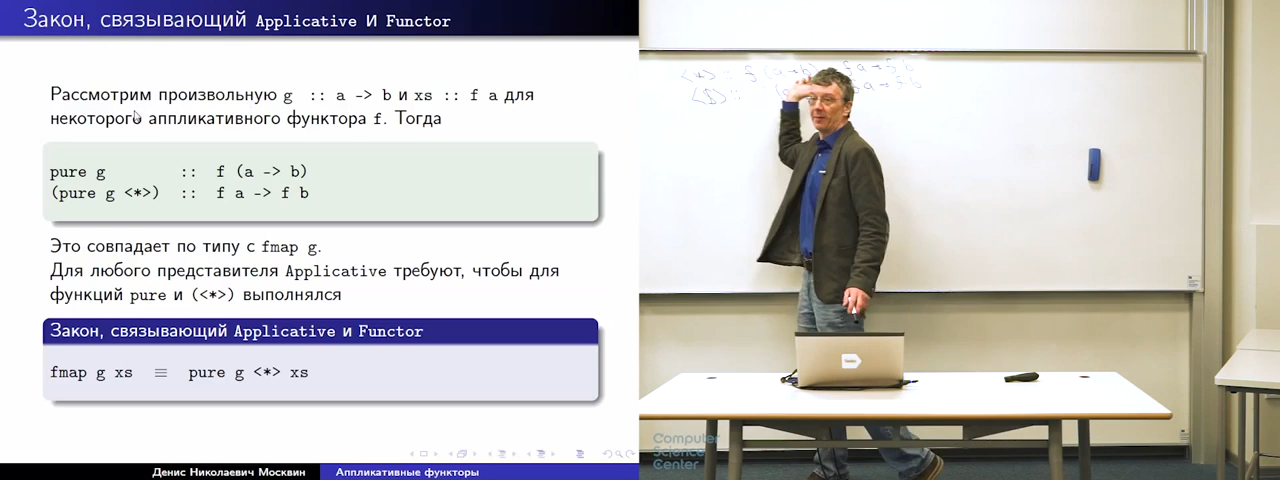 Закон, связывающий Applicative и Functor
Рассмотрим произвольную g :: a -> b и xs :: f a для
некоторого аппликативного функтора f. Тогда
pure g :: f (a -> b)
(pure g <*>) :: f a -> f b
Это совпадает по типу с fmap g.
Для любого представителя Applicative требуют, чтобы для
функций pure и (<*>) выполнялся
Закон, связывающий Applicative и Functor
fmap g xs ≡ pure g <*> xs
Денис Николаевич Москвин Аппликативные функторы
Computer
Science
Center